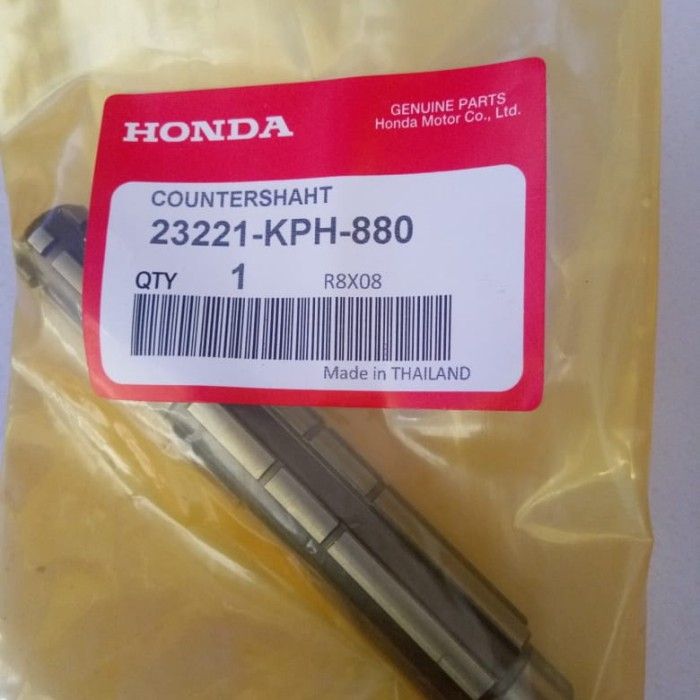 HONDA
GENUINE PARTS
Honda Motor Co., Ltd.
COUNTERSHAHT
23221-KPH-880
QTY 1 R8X08
Made in THAILAND